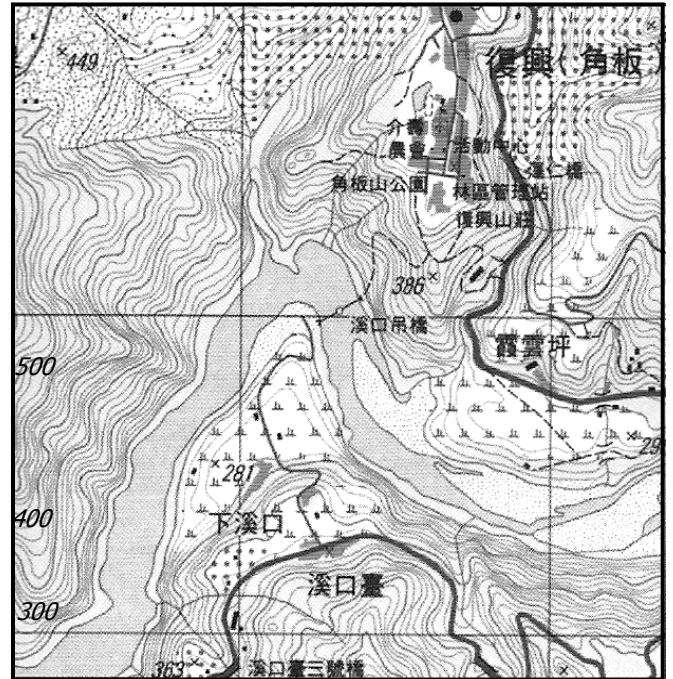 449
復興(角板
介壽
農會
活動中心
澤仁橋
角板山公園
林區管理站
復興山莊
386
溪口吊橋
霞雲坪
500
29
281
400
下溪口
溪口臺
300
363
溪口臺三號橋